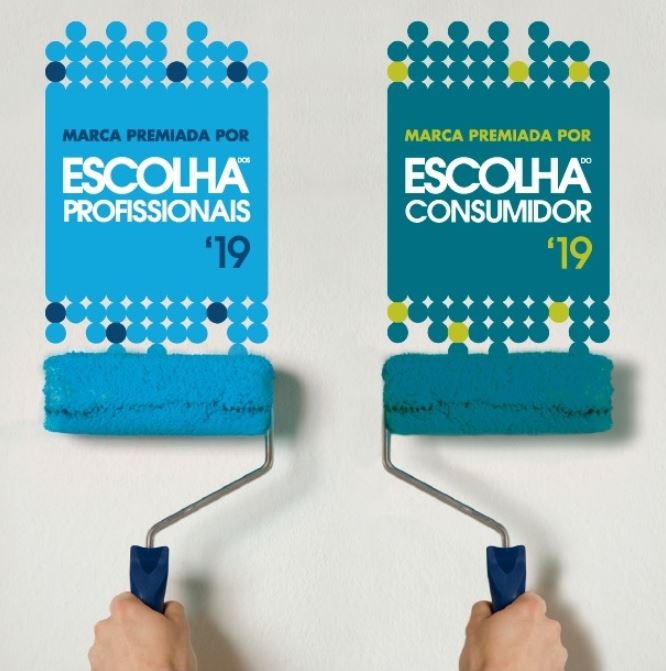 MARCA PREMIADA POR
ESCOLHA DOS
PROFISSIONAIS
‘19
MARCA PREMIADA POR
ESCOLHA DO
CONSUMIDOR
‘19